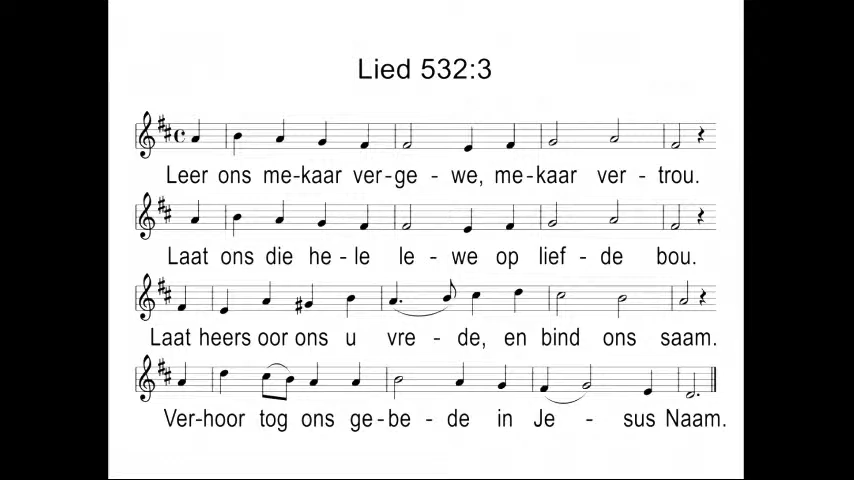 Lied 532:3
Leer ons me-kaar ver-ge - we, me-kaar ver - trou.
Laat ons die he - le le - we op lief - de bou.
Laat heers oor ons u vre - de, en bind ons saam.
Ver-hoor tog ons ge-be - de in Je - sus Naam.